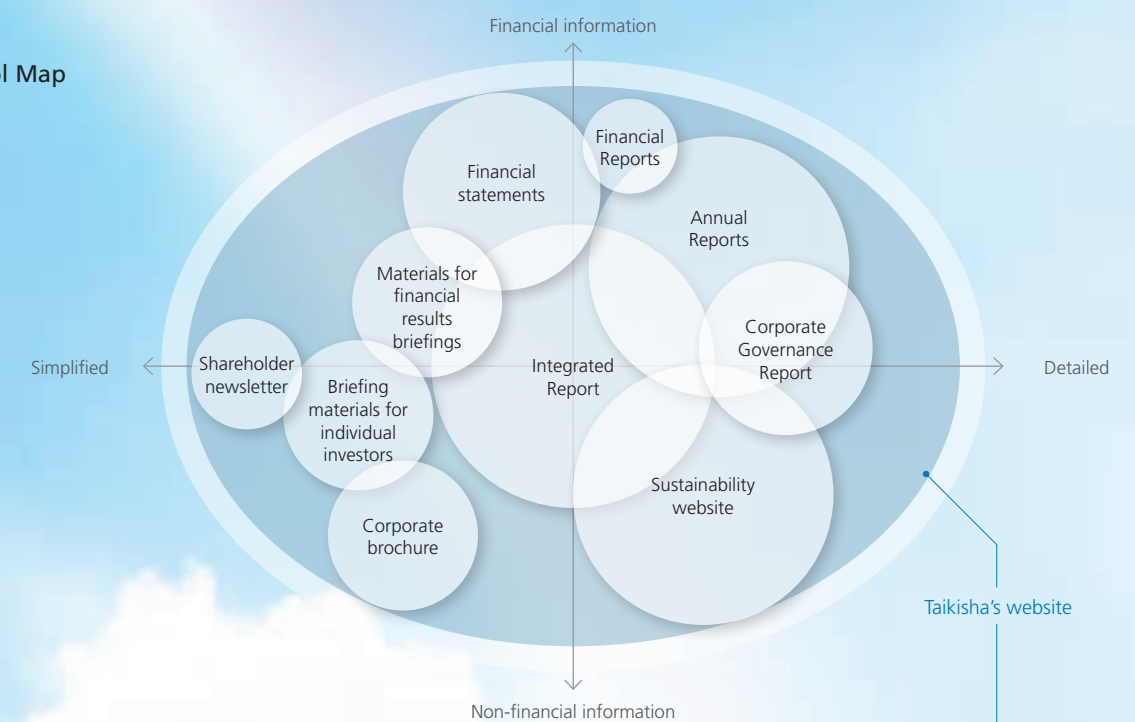 Financial information
l Map
Financial
Reports
Financial
statements
Annual
Reports
Materials for
financial
results
briefings
Corporate
Governance
Report
Simplified
Shareholder
newsletter
Integrated
Report
Detailed
Briefing
materials for
individual
investors
Sustainability
website
Corporate
brochure
Taikisha’s website
Non-financial information